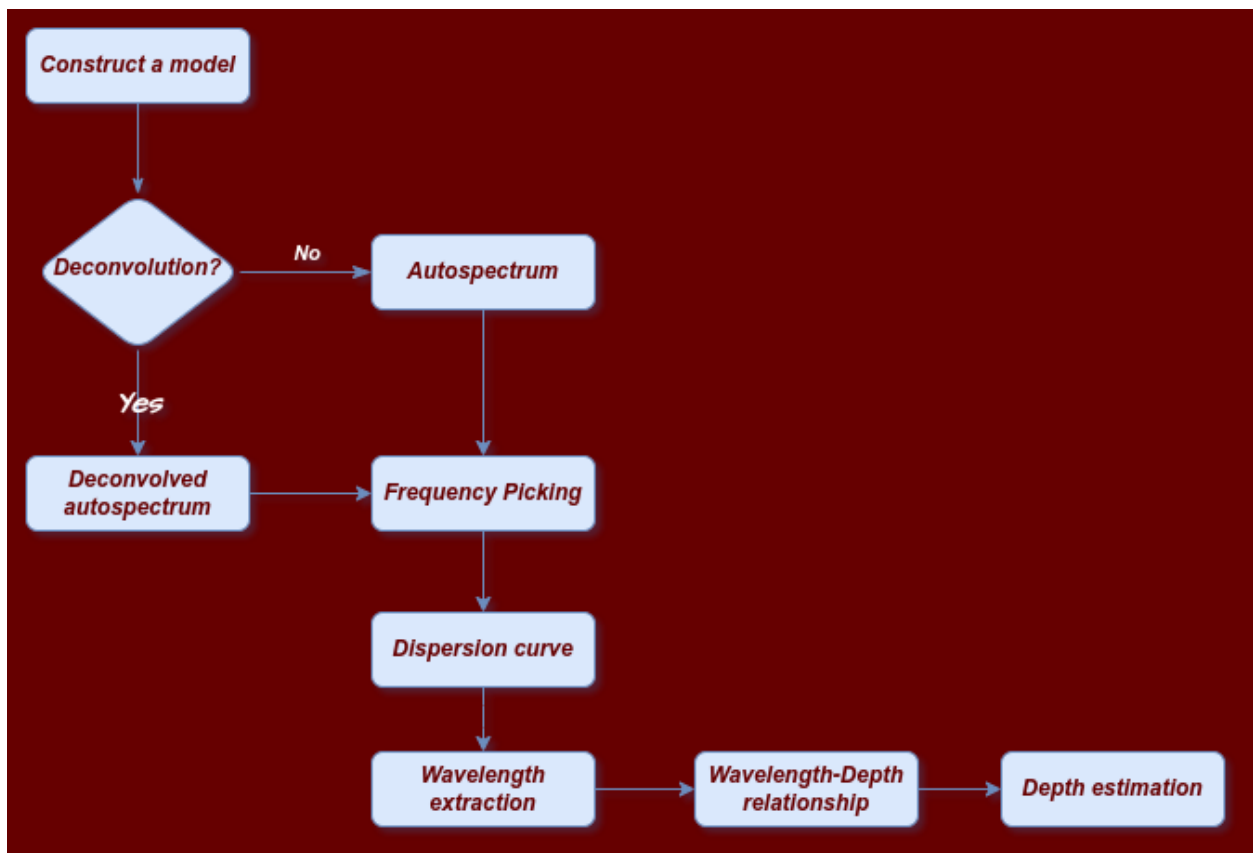 Construct a model
Deconvolution?
No
Autospectrum
Yes
Deconvolved
autospectrum
Frequency Picking
Dispersion curve
Wavelength
extraction
Wavelength-Depth
relationship
Depth estimation